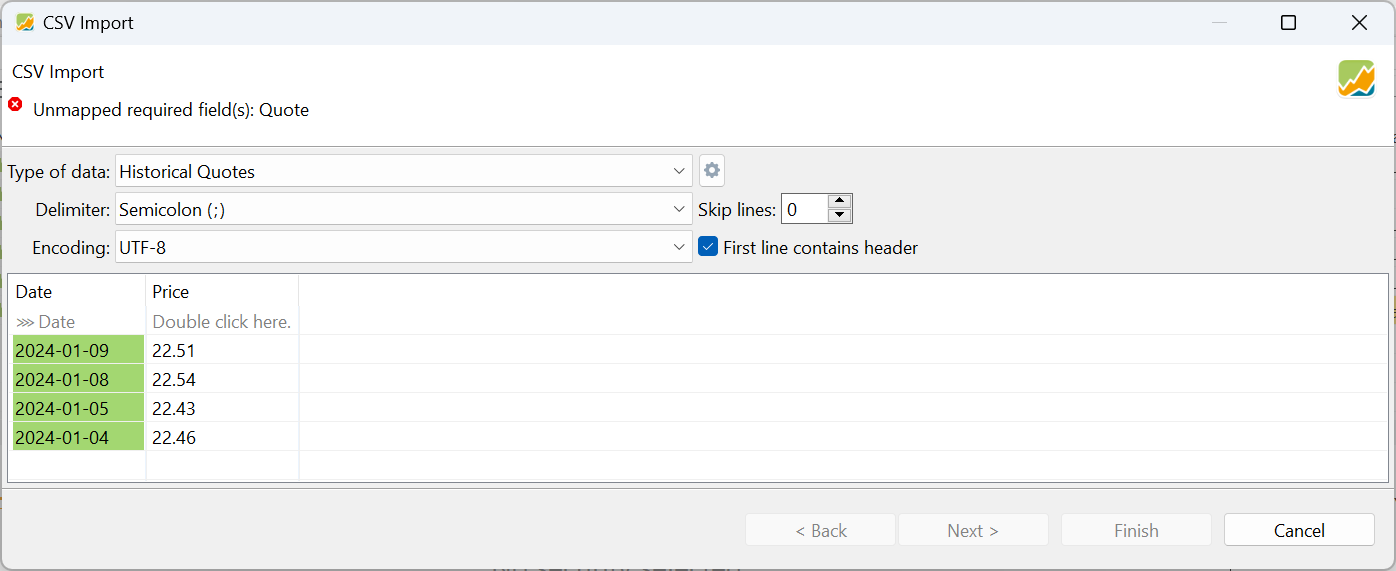 CSV Import
CSV Import
Unmapped required field(s): Quote
Type of data: Historical Quotes
Delimiter: Semicolon (;) Skip lines: 0
Encoding: UTF-8 First line contains header
Date Price
>>> Date Double click here.
2024-01-09 22.51
2024-01-08 22.54
2024-01-05 22.43
2024-01-04 22.46
< Back Next > Finish Cancel